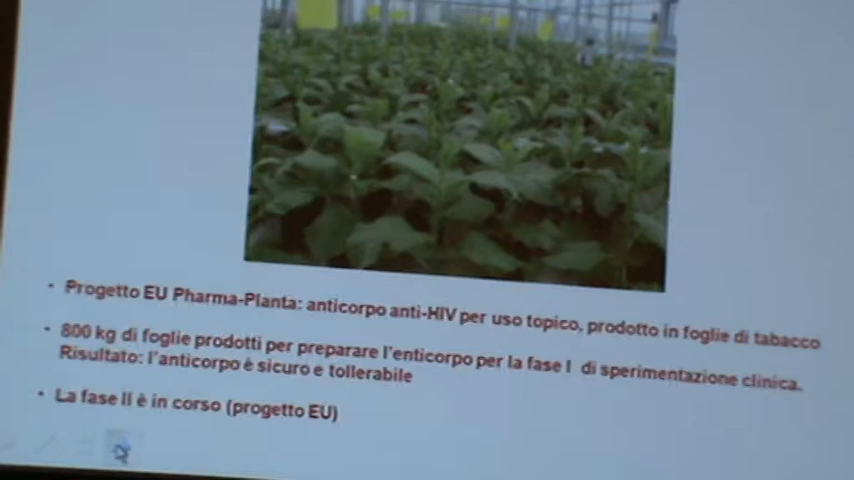 • Progetto EU Pharma-Planta: anticorpo anti-HIV per uso topico, prodotto in foglie di tabacco
• 800 kg di foglie prodotti per preparare l'enticorpo per la fase I di sperimentazione clinica.
Risultato: l'anticorpo è sicuro e tollerabile
• La fase II è in corso (progetto EU)